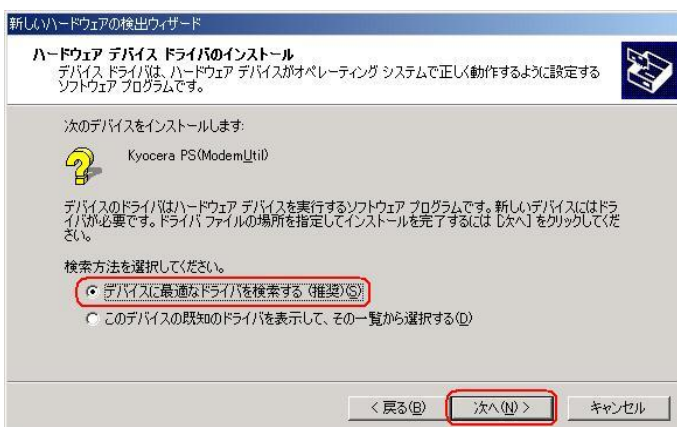 新しいハードウェアの検出ウィザード
ハードウェア デバイス ドライバのインストール
デバイス ドライバは、ハードウェア デバイスがオペレーティング システムで正しく動作するように設定する
ソフトウェア プログラムです。
次のデバイスをインストールします:
Kyocera PS(ModemUtil)
デバイスのドライバはハードウェア デバイスを実行するソフトウェア プログラムです。新しいデバイスにはドラ
イバが必要です。ドライバ ファイルの場所を指定してインストールを完了するには [次へ] をクリックしてくだ
さい。
検索方法を選択してください。
デバイスに最適なドライバを検索する (推奨)(S)
このデバイスの既知のドライバを表示して、その一覧から選択する(D)
< 戻る(B)
次へ(N) >
キャンセル